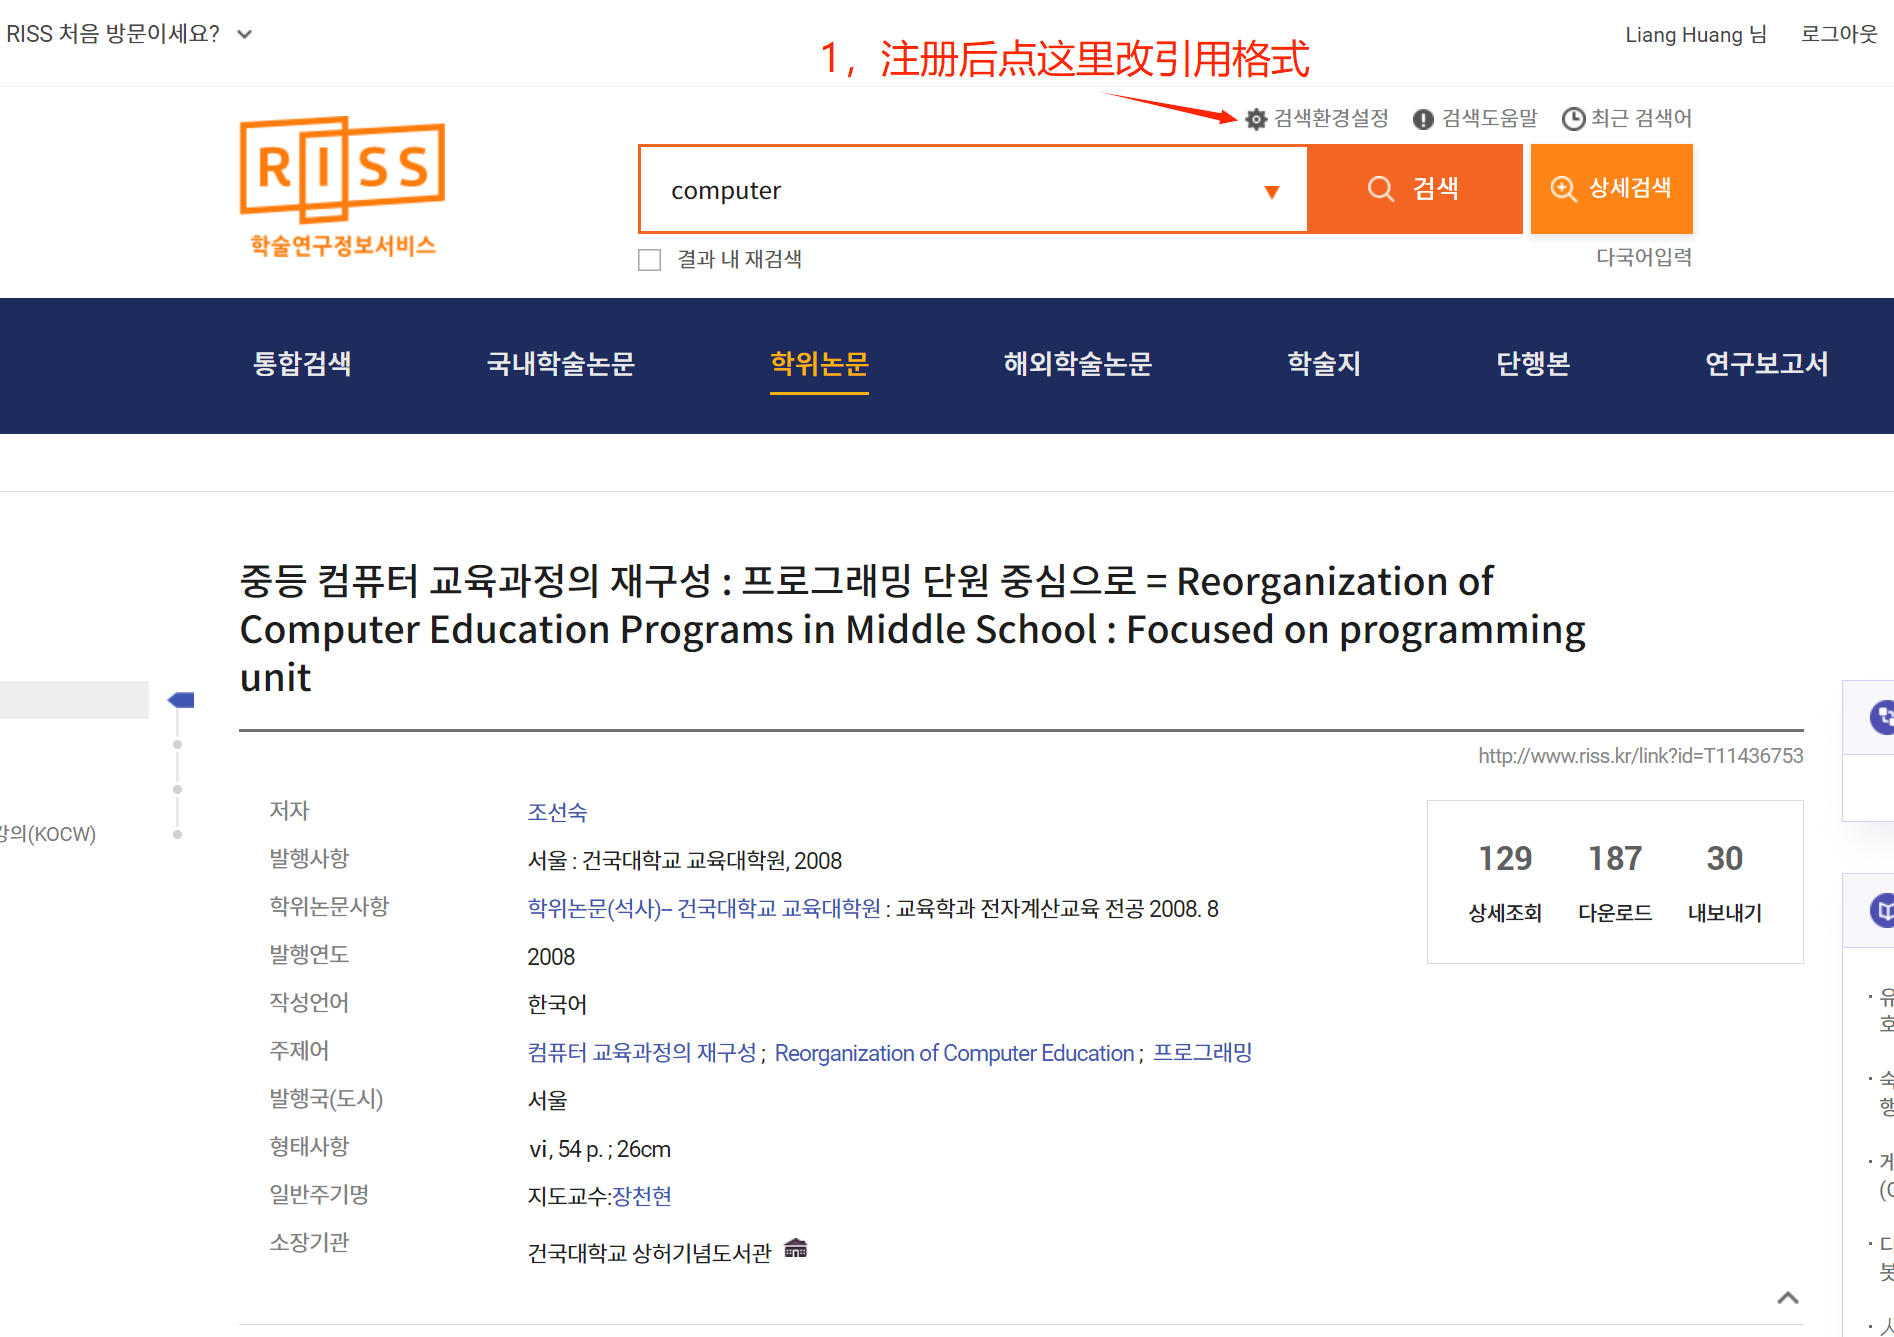 RISS 처음 방문이세요?
Liang Huang 님 로그아웃
1，注册后点这里改引用格式
검색환경설정 검색도움말 최근 검색어
RISS
학술연구정보서비스
computer
검색
상세검색
결과 내 재검색
다국어입력
통합검색 국내학술논문 학위논문 해외학술논문 학술지 단행본 연구보고서
중등 컴퓨터 교육과정의 재구성 : 프로그래밍 단원 중심으로 = Reorganization of
Computer Education Programs in Middle School : Focused on programming
unit
http://www.riss.kr/link?id=T11436753
강의(KOCW)
저자 조선숙
발행사항 서울 : 건국대학교 교육대학원, 2008
학위논문사항 학위논문(석사)-- 건국대학교 교육대학원 : 교육학과 전자계산교육 전공 2008. 8
발행연도 2008
작성언어 한국어
주제어 컴퓨터 교육과정의 재구성 ; Reorganization of Computer Education ; 프로그래밍
발행국(도시) 서울
형태사항 vi, 54 p. ; 26cm
일반주기명 지도교수:장천현
소장기관 건국대학교 상허기념도서관
129 187 30
상세조회 다운로드 내보내기